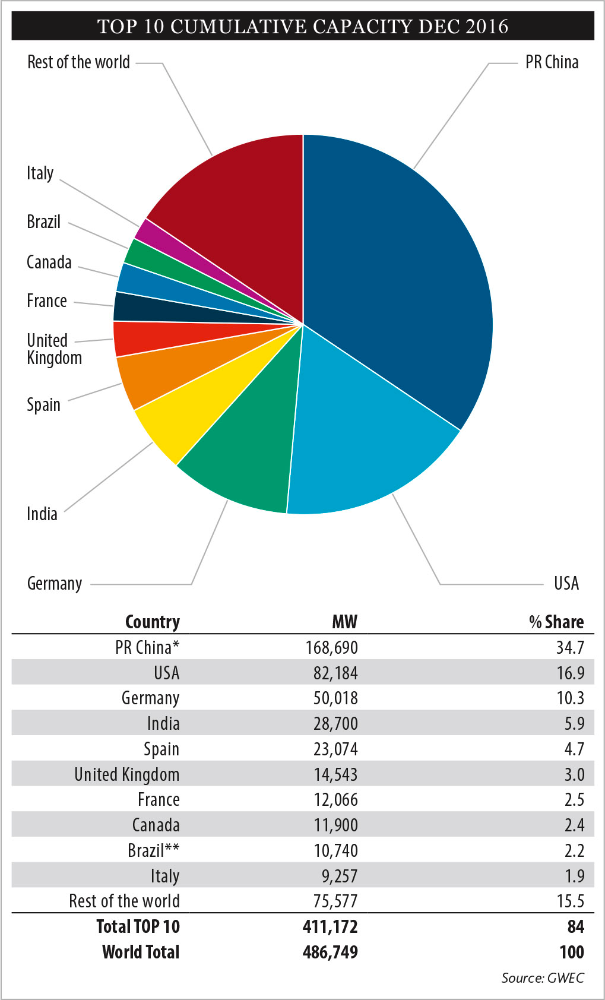 TOP 10 CUMULATIVE CAPACITY DEC 2016
Rest of the world
PR China
Italy
Brazil
Canada
France
United
Kingdom
Spain
India
Germany
USA
Country MW % Share
PR China* 168,690 34.7
USA 82,184 16.9
Germany 50,018 10.3
India 28,700 5.9
Spain 23,074 4.7
United Kingdom 14,543 3.0
France 12,066 2.5
Canada 11,900 2.4
Brazil** 10,740 2.2
Italy 9,257 1.9
Rest of the world 75,577 15.5
Total TOP 10 411,172 84
World Total 486,749 100
Source: GWEC